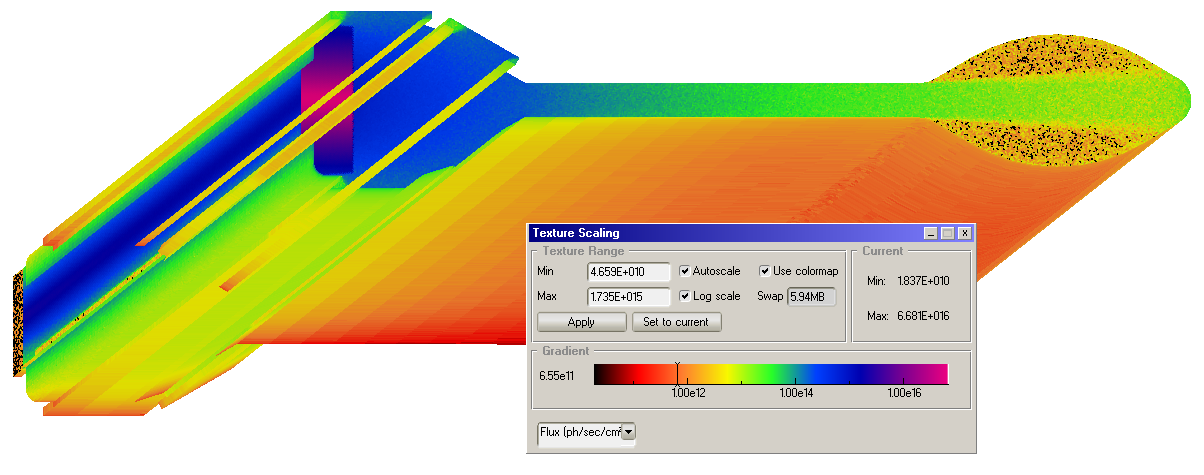 Texture Scaling
Texture Range
Min 4.659E+010 Autoscale Use colormap
Max 1.735E+015 Log scale Swap 5.94MB
Apply Set to current
Current
Min: 1.837E+010
Max: 6.681E+016
Gradient
6.55e11
1.00e12 1.00e14 1.00e16
Flux (ph/sec/cm²